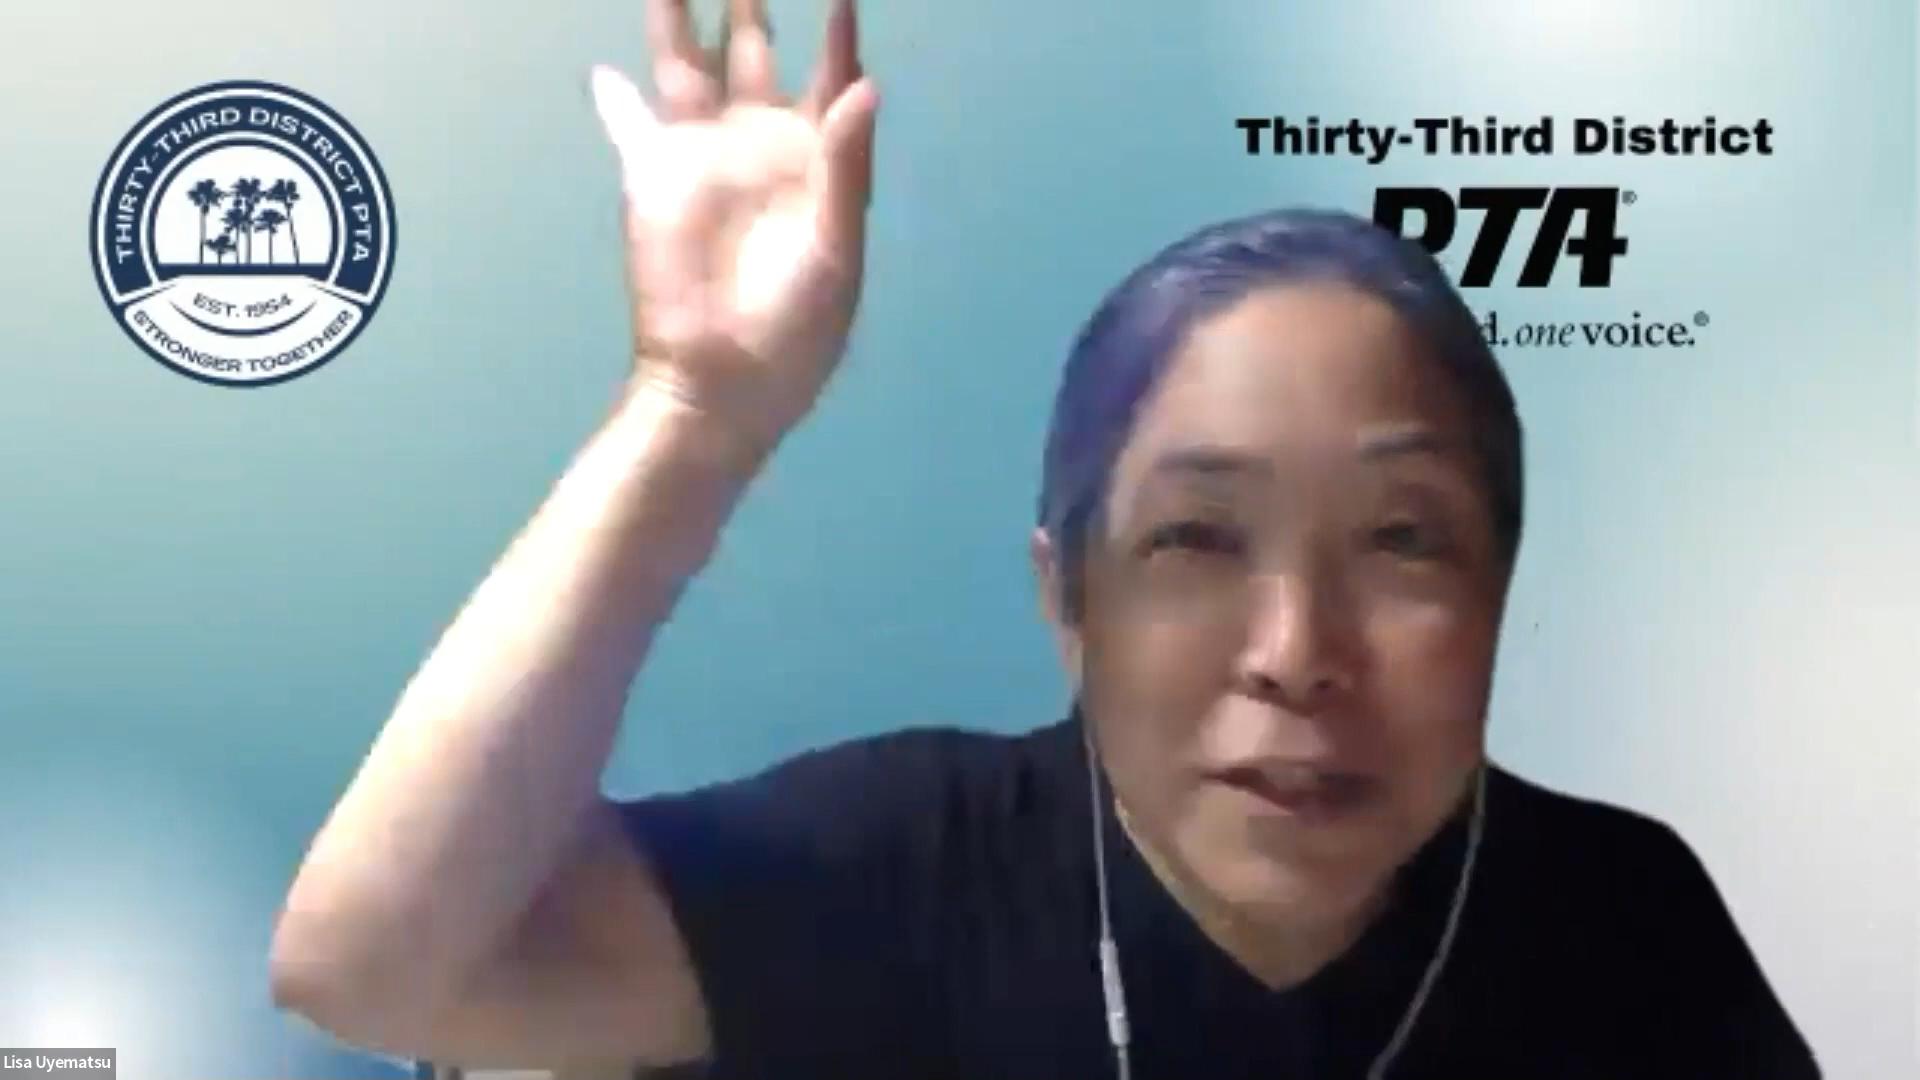 THIRTY-THIRD DISTRICT PTA
EST. 1954
STRONGER TOGETHER
Thirty-Third District
PTA®
one voice.®
Lisa Uyematsu